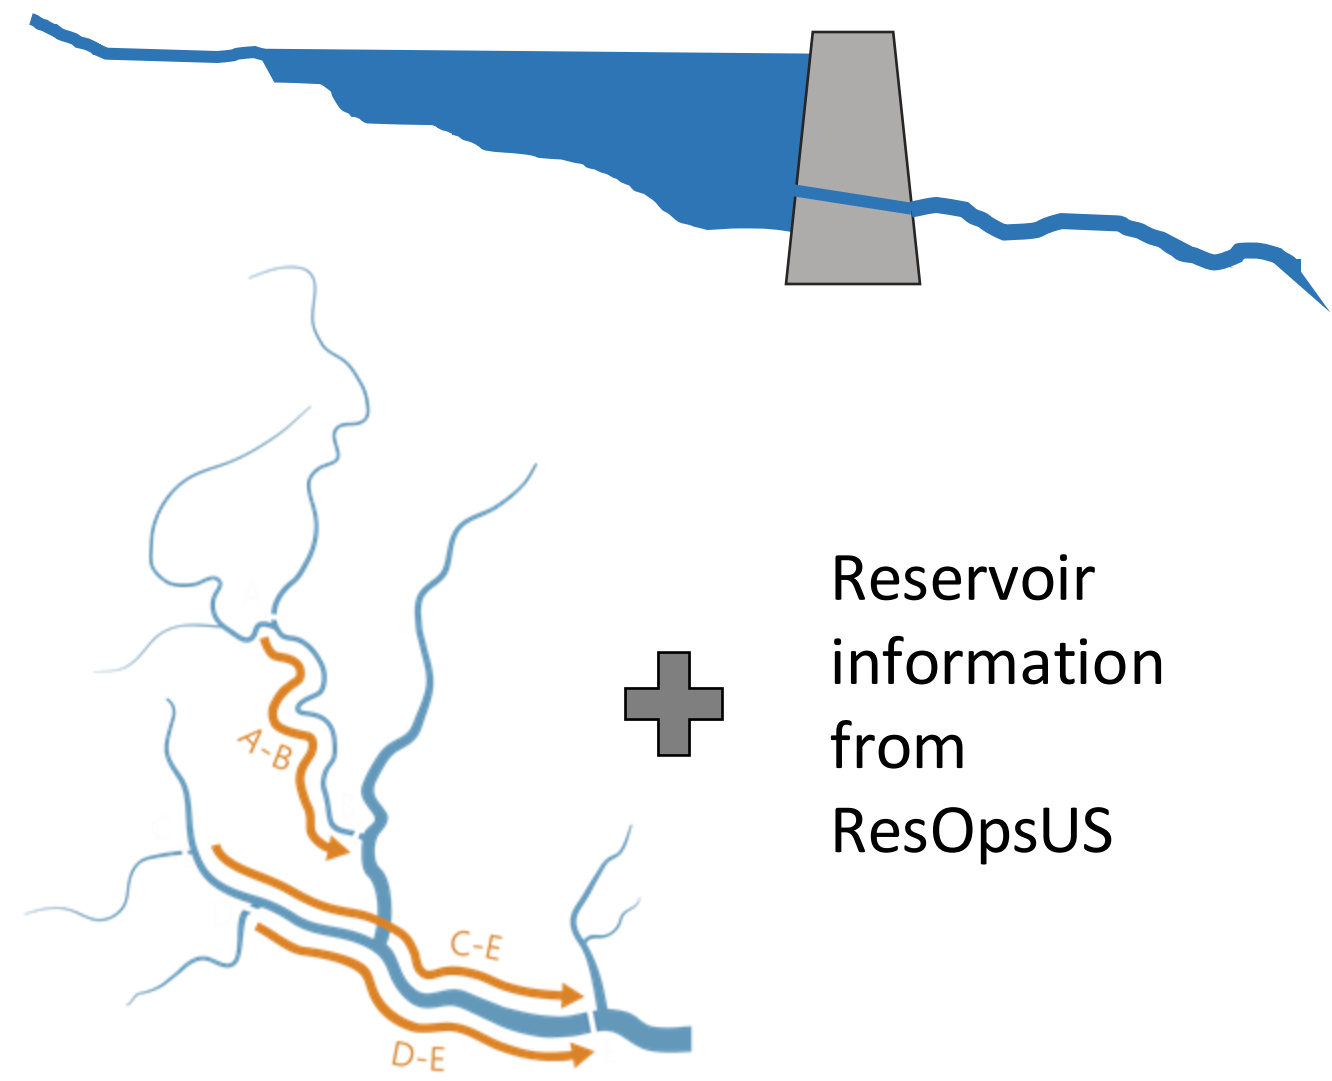 Reservoir
information
from
ResOpsUS
A-B
C-E
D-E